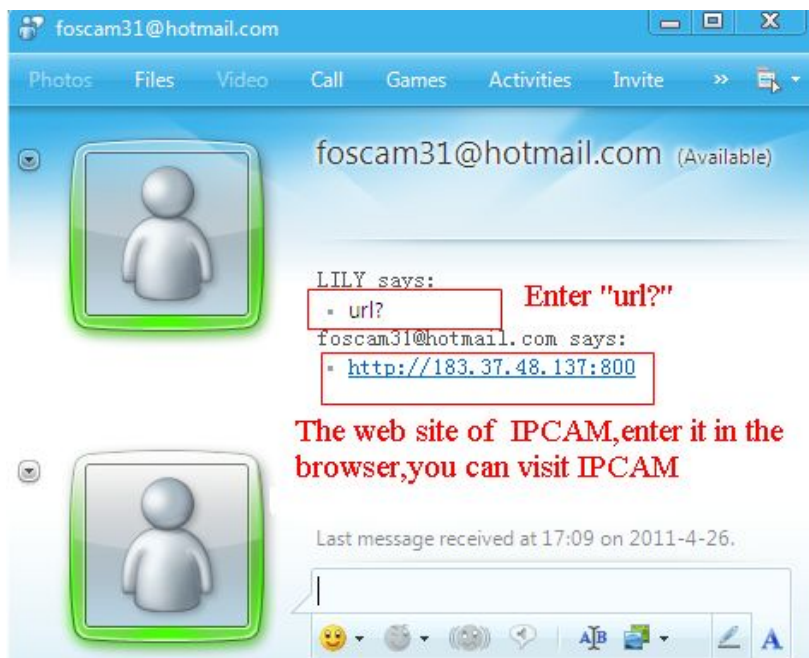 foscam31@hotmail.com
Photos Files Video Call Games Activities Invite »
foscam31@hotmail.com (Available)
LILY says:
url?
Enter "url?"
foscam31@hotmail.com says:
http://183.37.48.137:800
The web site of IPCAM,enter it in the
browser,you can visit IPCAM
Last message received at 17:09 on 2011-4-26.